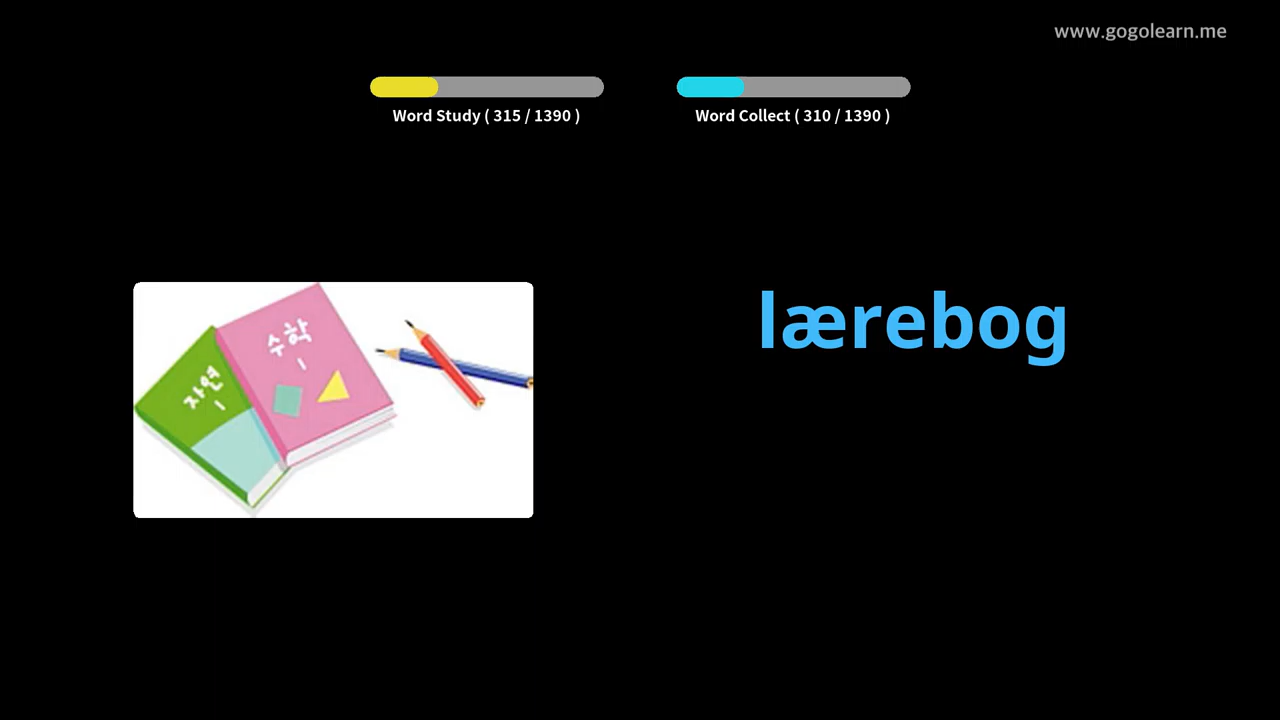 www.gogolearn.me
Word Study ( 315 / 1390 )
Word Collect ( 310 / 1390 )
lærebog
수학
1
자연
1